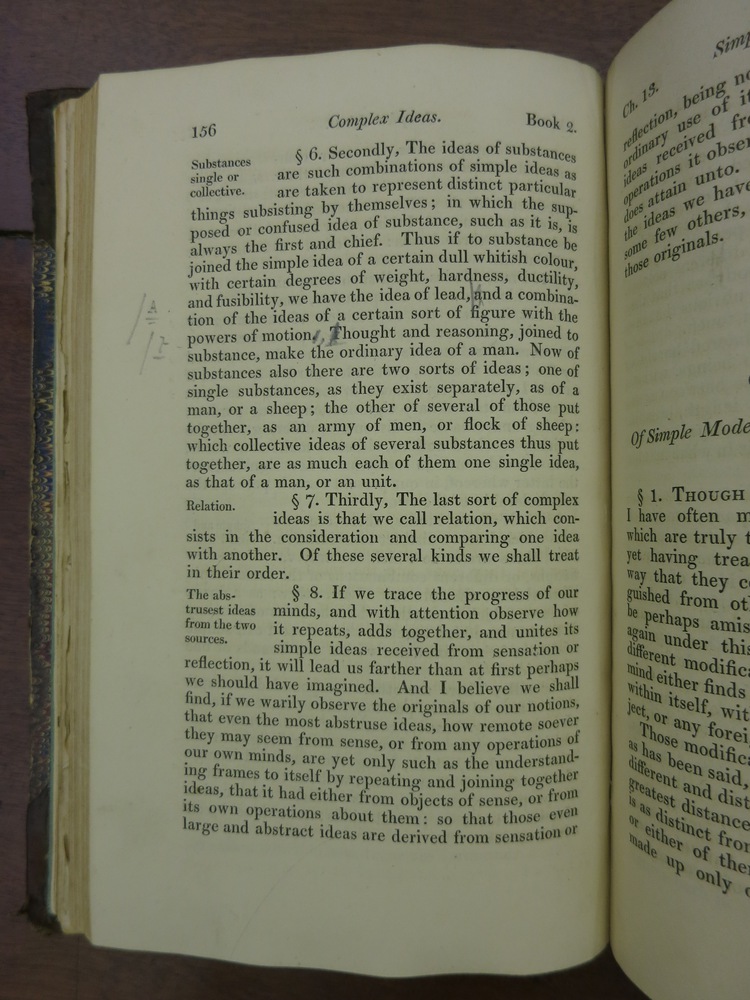 156
Complex Ideas.
Book 2.
Substances
single or
collective.
§ 6. Secondly, The ideas of substances
are such combinations of simple ideas as
are taken to represent distinct particular
things subsisting by themselves; in which the sup-
posed or confused idea of substance, such as it is, is
always the first and chief. Thus if to substance be
joined the simple idea of a certain dull whitish colour,
with certain degrees of weight, hardness, ductility,
and fusibility, we have the idea of lead, and a combina-
tion of the ideas of a certain sort of figure with the
powers of motion. Thought and reasoning, joined to
substance, make the ordinary idea of a man. Now of
substances also there are two sorts of ideas; one of
single substances, as they exist separately, as of a
man, or a sheep; the other of several of those put
together, as an army of men, or flock of sheep:
which collective ideas of several substances thus put
together, are as much each of them one single idea,
as that of a man, or an unit.
Relation.
§ 7. Thirdly, The last sort of complex
ideas is that we call relation, which con-
sists in the consideration and comparing one idea
with another. Of these several kinds we shall treat
in their order.
The abs-
trusest ideas
from the two
sources.
§ 8. If we trace the progress of our
minds, and with attention observe how
it repeats, adds together, and unites its
simple ideas received from sensation or
reflection, it will lead us farther than at first perhaps
we should have imagined. And I believe we shall
find, if we warily observe the originals of our notions,
that even the most abstruse ideas, how remote soever
they may seem from sense, or from any operations of
our own minds, are yet only such as the understand-
ing frames to itself by repeating and joining together
ideas, that it had either from objects of sense, or from
its own operations about them: so that those even
large and abstract ideas are derived from sensation or
Ch. 13.
reflection, being
ordinary use of
ideas received
operations it
does attain unto.
the ideas we have
some few others,
those originals.
Of Simple
§ 1. THOUGH
I have often
which are truly
yet having
way that they
guished from
be perhaps
again under this
different
mind either finds
within itself,
ject, or any
Those
as has been said,
different and
greatest distance
is as distinct
or either of
made up only